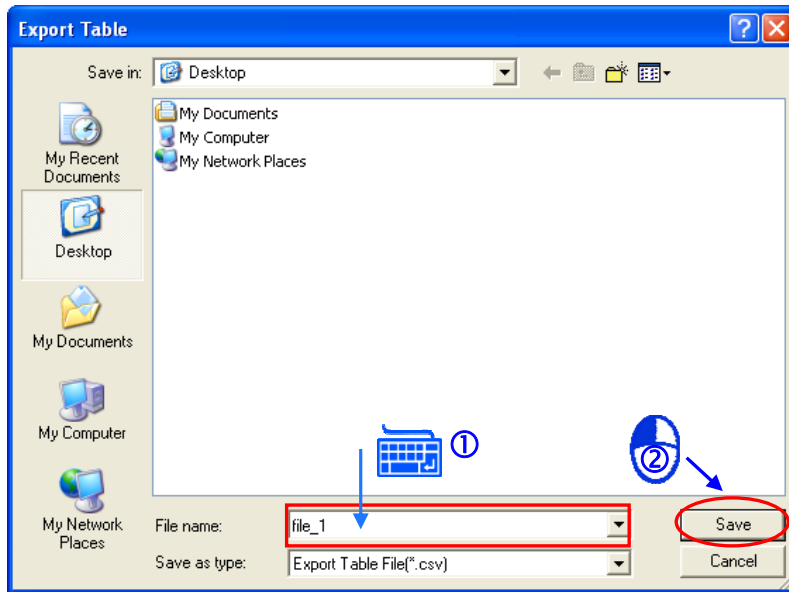 Export Table
Save in:
Desktop
My Documents
My Computer
My Network Places
My Recent
Documents
Desktop
My Documents
My Computer
My Network
Places
①
②
File name:
file_1
Save
Save as type:
Export Table File(*.csv)
Cancel